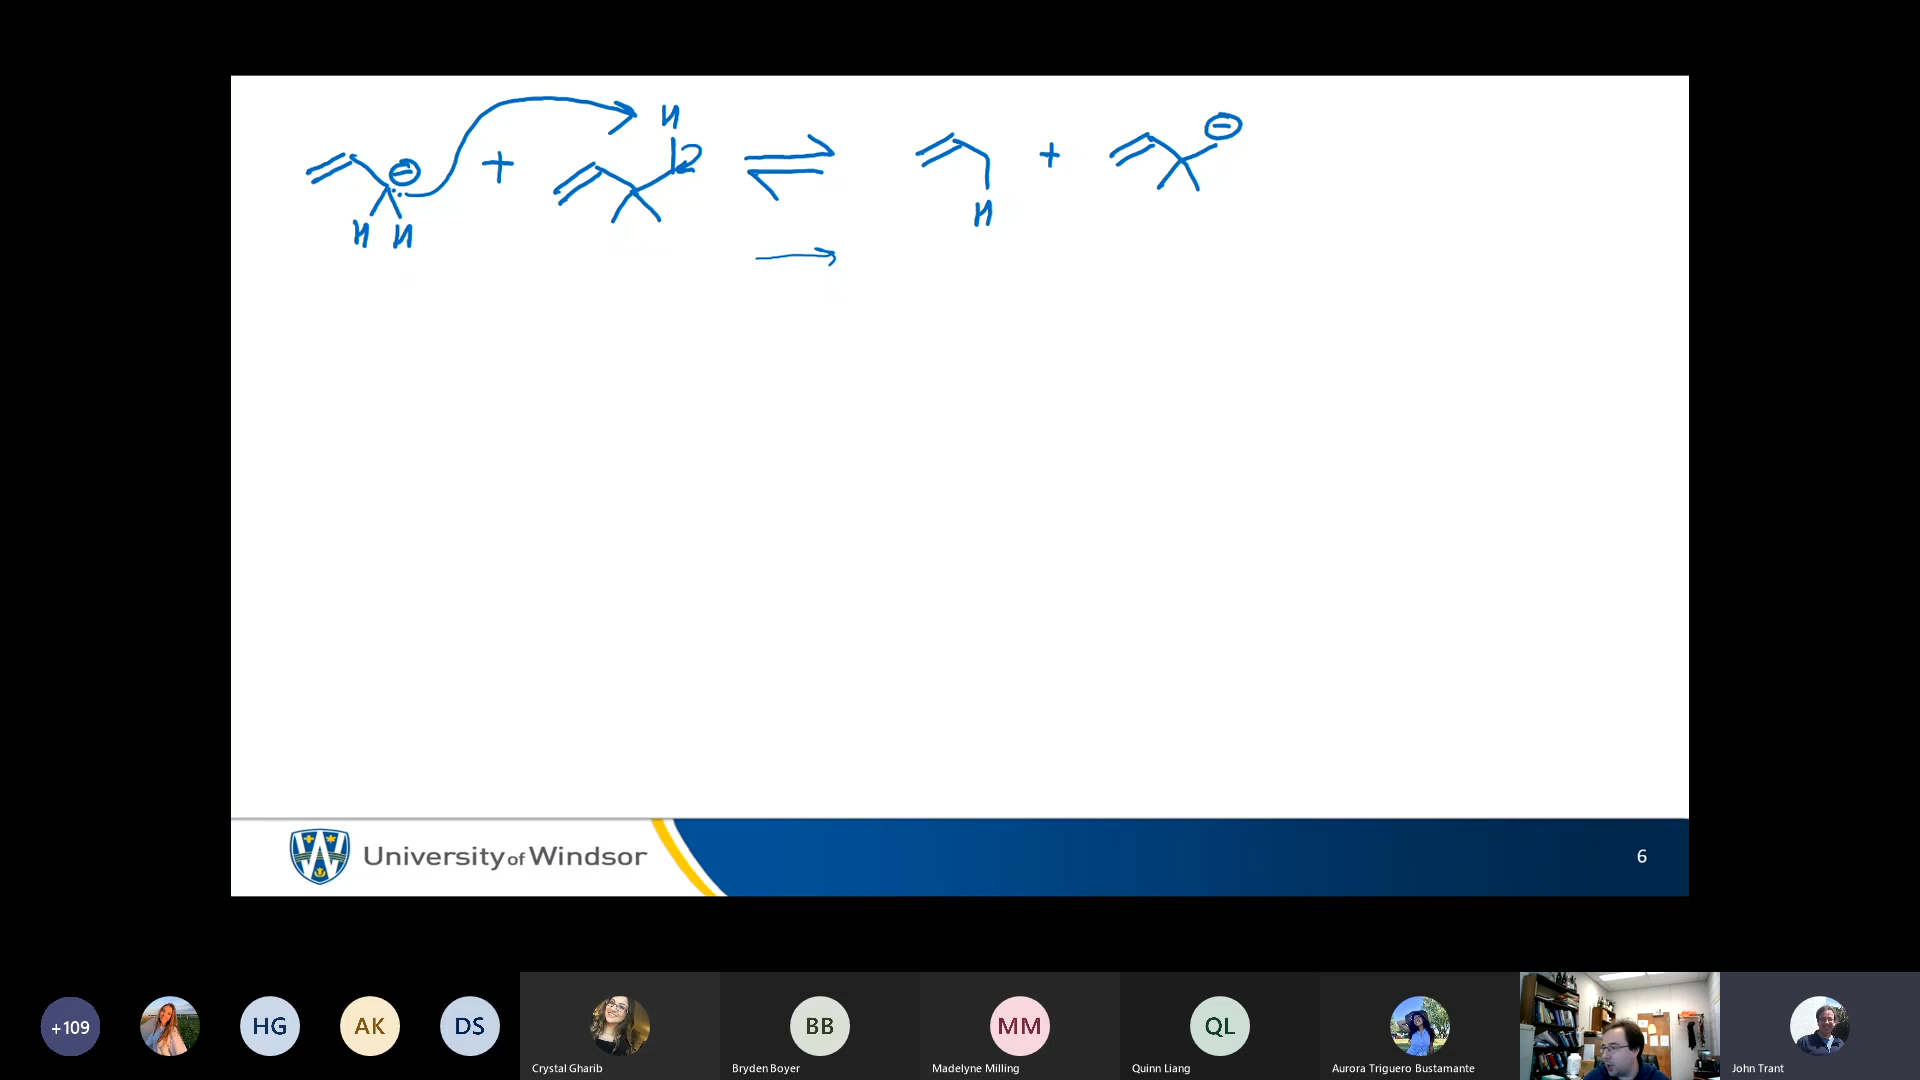 H
⊖
+
+
⊖
H H
H
University of Windsor
6
+109
HG
AK
DS
BB
MM
QL
Crystal Gharib
Bryden Boyer
Madelyne Milling
Quinn Liang
Aurora Triguero Bustamante
John Trant